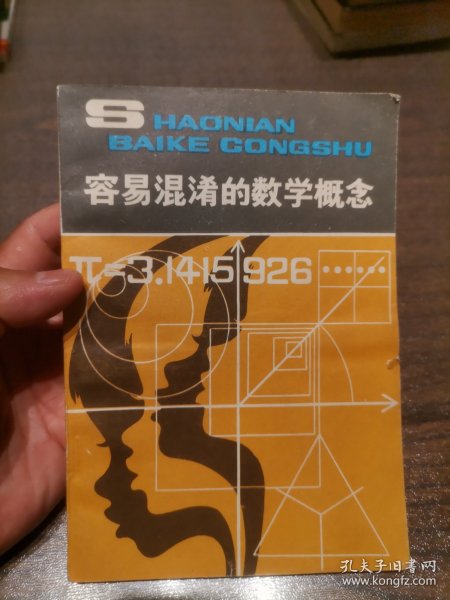 SHAONIAN
BAIKE CONGSHU
容易混淆的数学概念
π=3.1415926······
孔夫子旧书网
www.kongfz.com